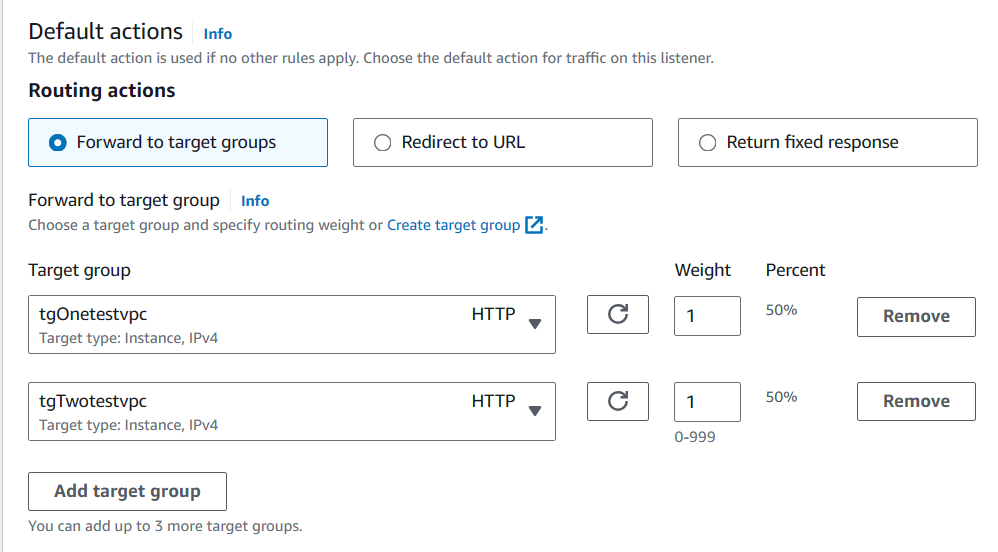 Default actions Info
The default action is used if no other rules apply. Choose the default action for traffic on this listener.
Routing actions
Forward to target groups Redirect to URL Return fixed response
Forward to target group Info
Choose a target group and specify routing weight or Create target group .
Target group Weight Percent
tgOnetestvpc HTTP 1 50% Remove
Target type: Instance, IPv4
tgTwotestvpc HTTP 1 50% Remove
Target type: Instance, IPv4
0-999
Add target group
You can add up to 3 more target groups.